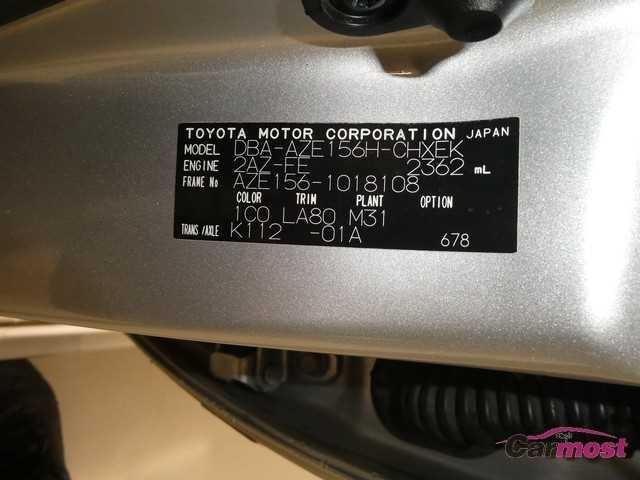 TOYOTA MOTOR CORPORATION JAPAN
MODEL DBA-AZE156H-CHXEK
ENGINE 2AZ-FE 2362 mL
FRAME No AZE156-1018108
COLOR TRIM PLANT OPTION
1C0 LA80 M31
TRANS/AXLE K112 -01A 678
Carmost